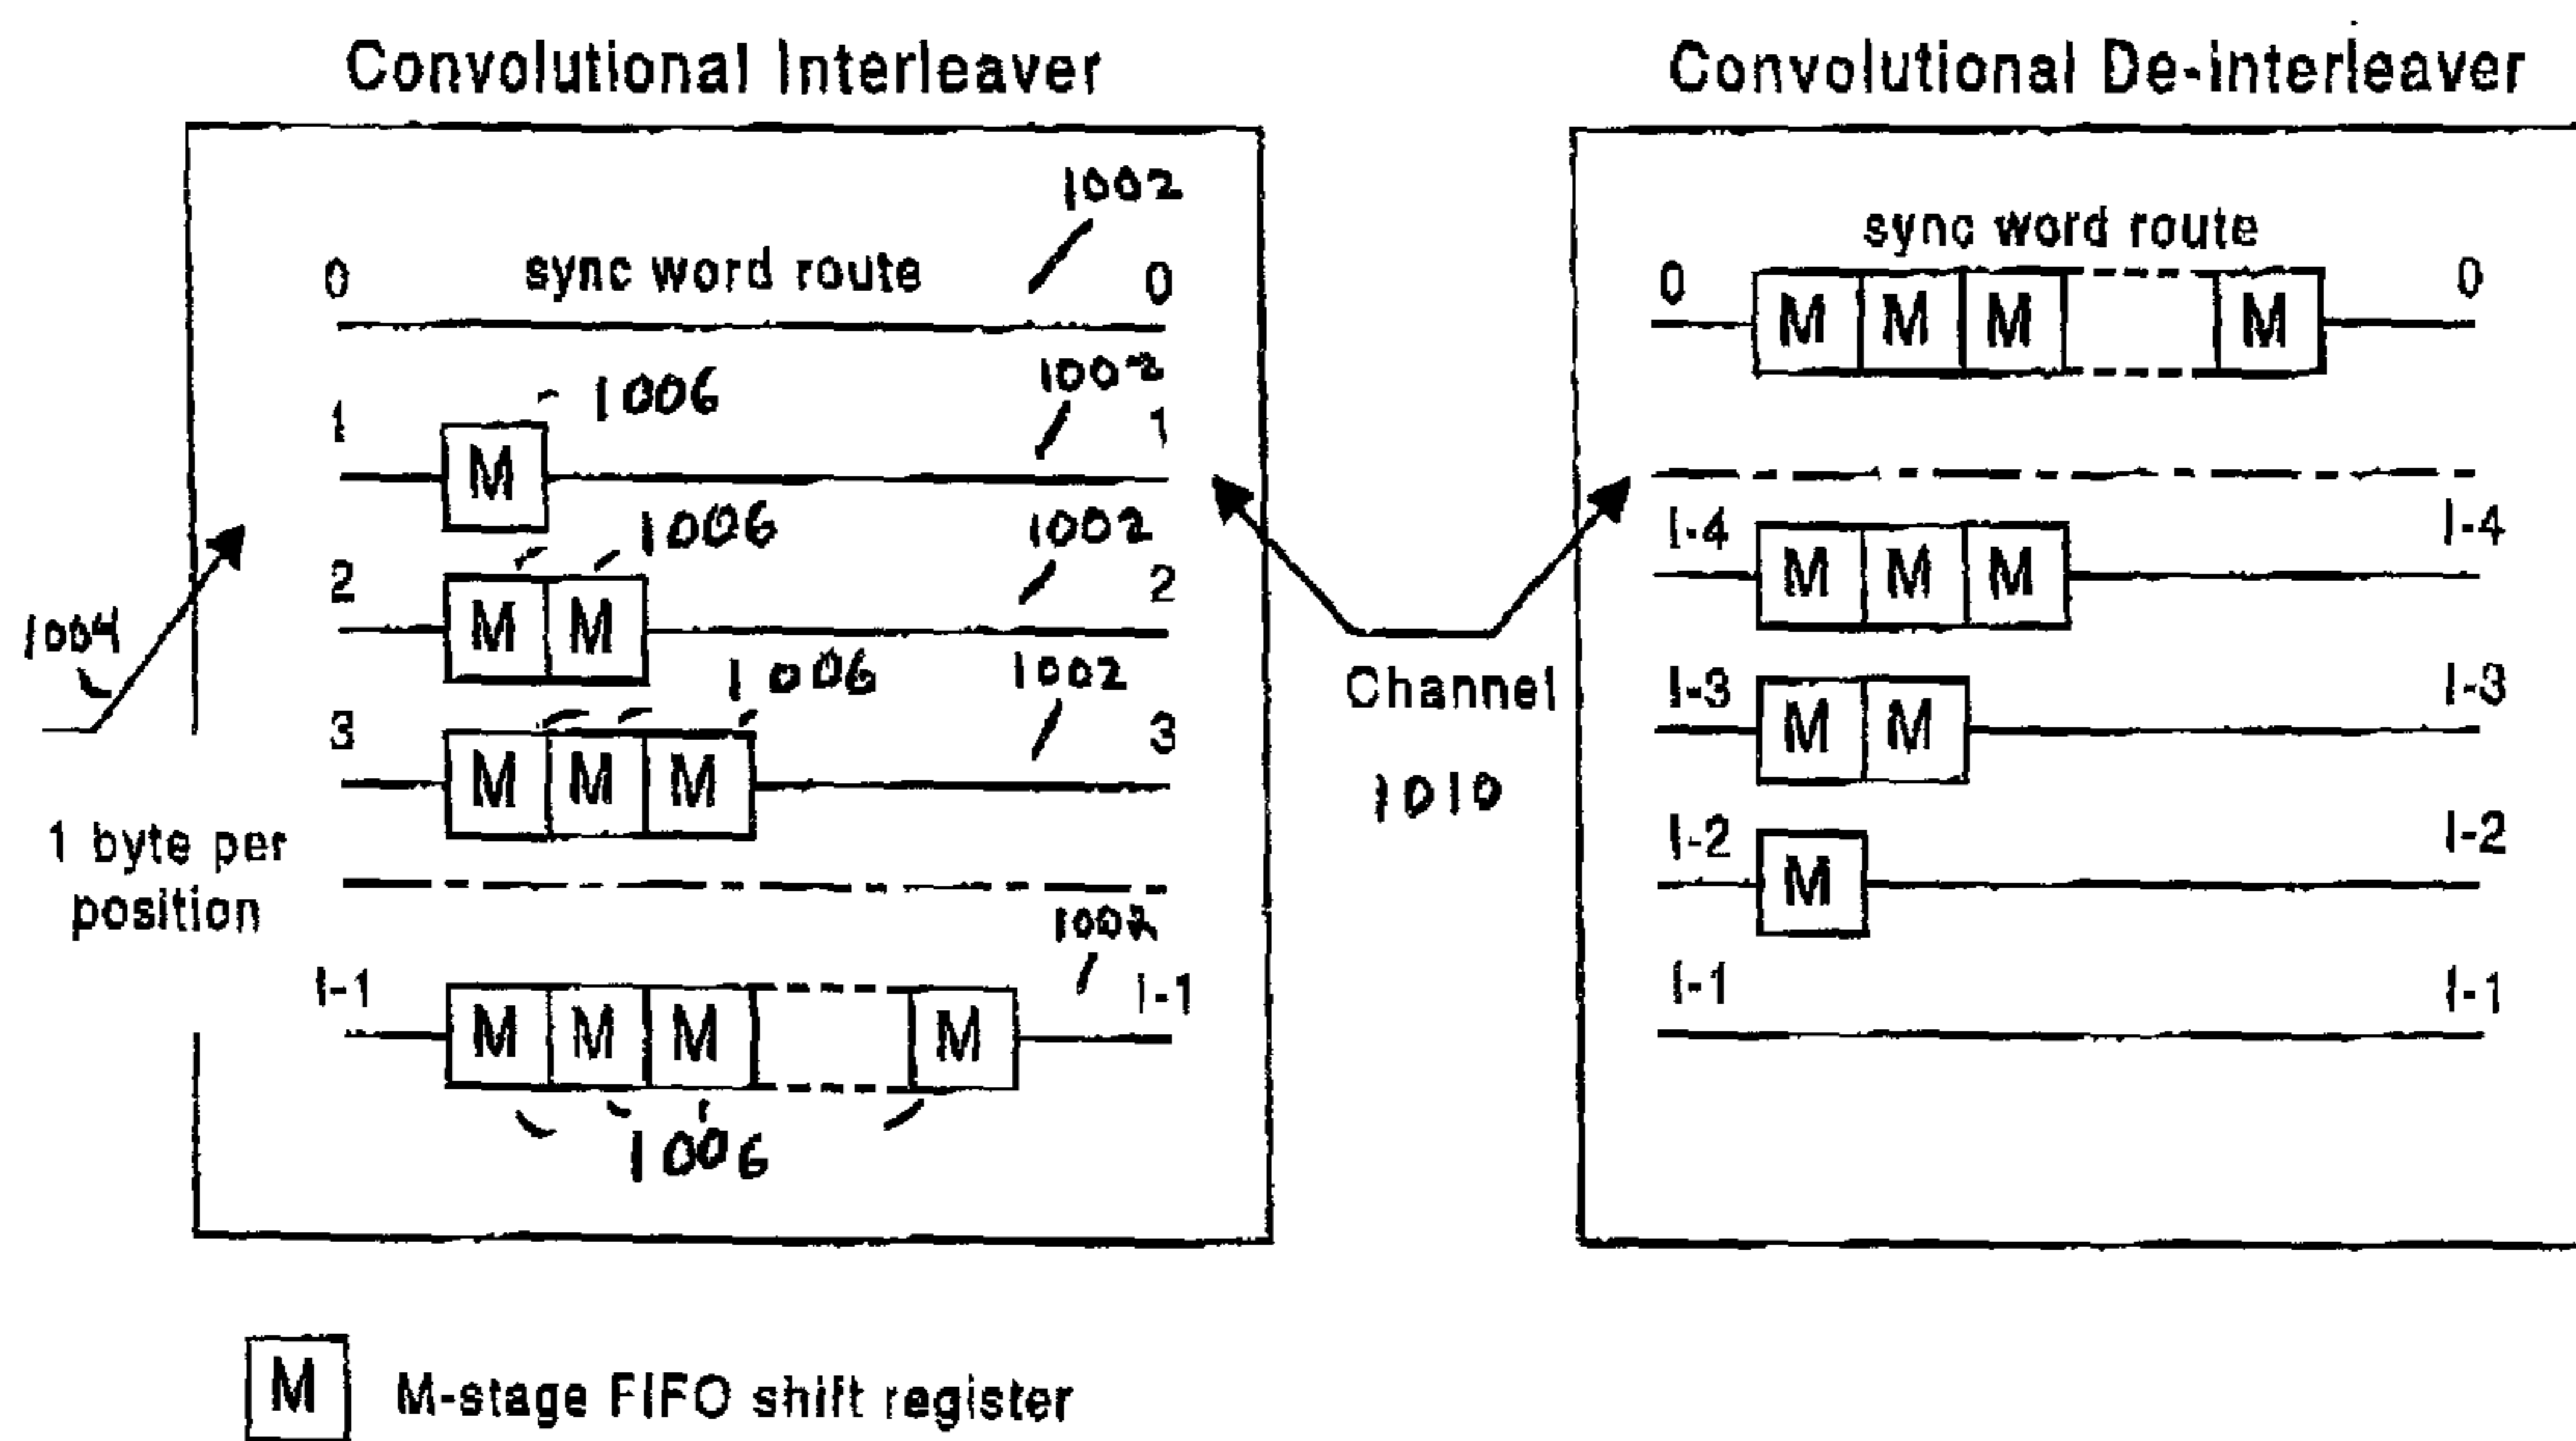 Convolutional Interleaver
1002
0 sync word route 0
1006
1002
1 1
M
1006
1002
2 2
M M
1004
1006
1002
3 3
M M M
1 byte per
position
1002
I-1 I-1
M M M M
1006
Channel
1010
Convolutional De-interleaver
sync word route
0 0
M M M M
I-4 I-4
M M M
I-3 I-3
M M
I-2 I-2
M
I-1 I-1
M M-stage FIFO shift register